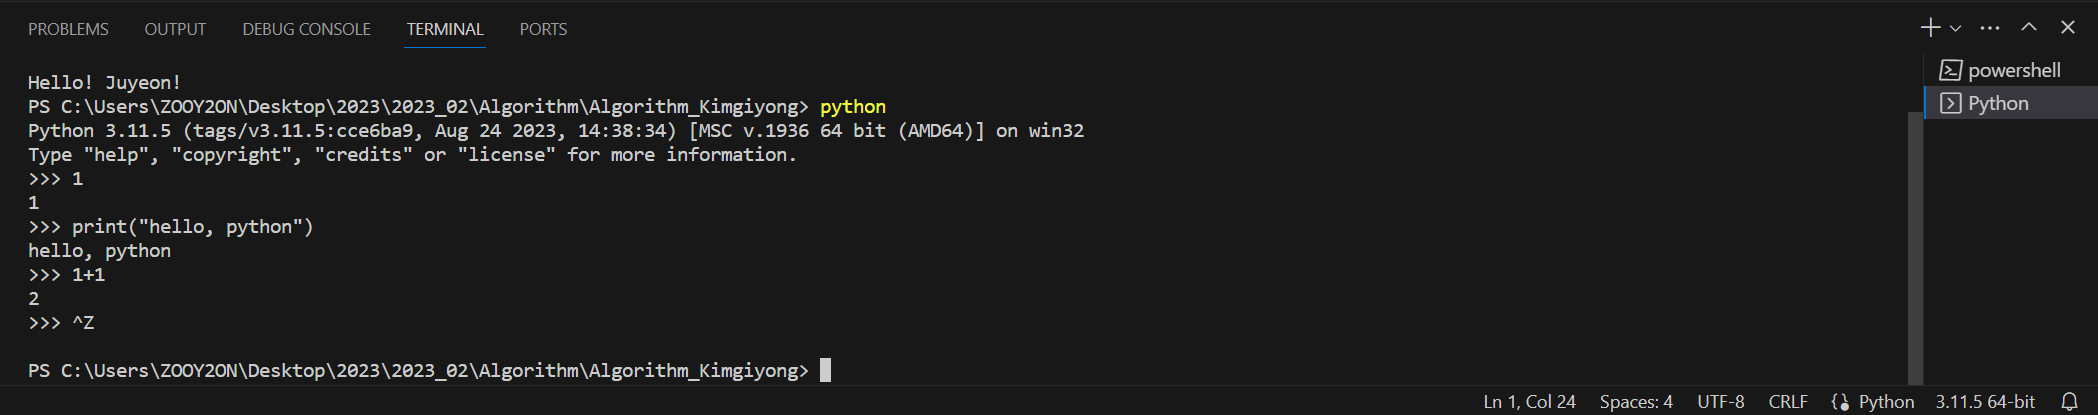 PROBLEMS OUTPUT DEBUG CONSOLE TERMINAL PORTS
Hello! Juyeon!
PS C:\Users\ZOOY2ON\Desktop\2023\2023_02\Algorithm\Algorithm_Kimgiyong> python
Python 3.11.5 (tags/v3.11.5:cce6ba9, Aug 24 2023, 14:38:34) [MSC v.1936 64 bit (AMD64)] on win32
Type "help", "copyright", "credits" or "license" for more information.
>>> 1
1
>>> print("hello, python")
hello, python
>>> 1+1
2
>>> ^Z
PS C:\Users\ZOOY2ON\Desktop\2023\2023_02\Algorithm\Algorithm_Kimgiyong>
powershell
Python
Ln 1, Col 24 Spaces: 4 UTF-8 CRLF Python 3.11.5 64-bit